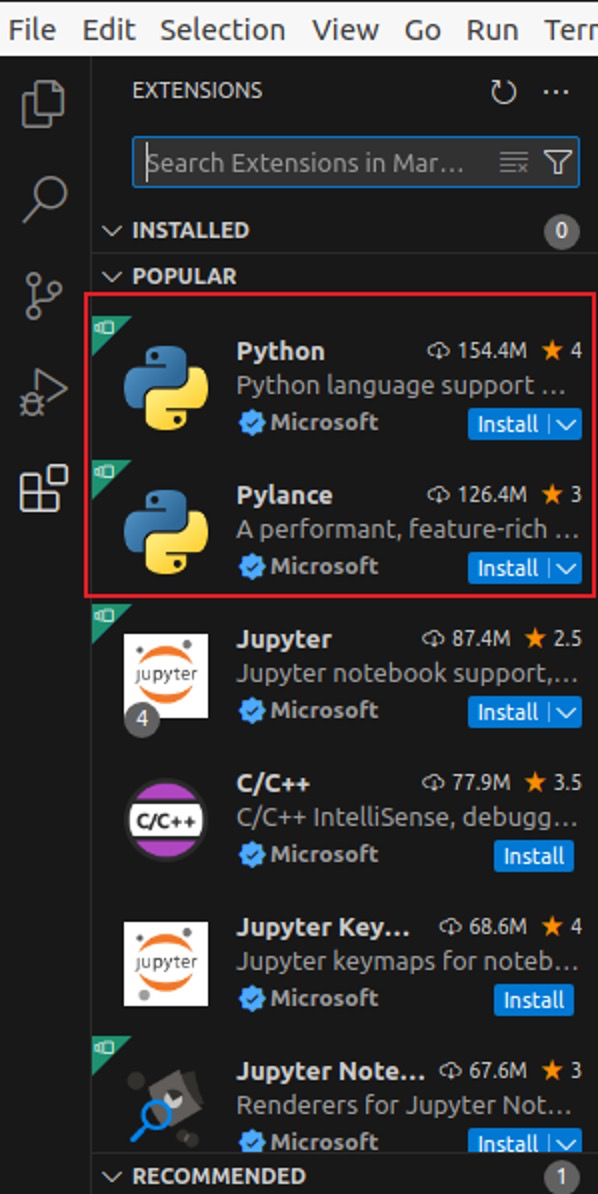 File Edit Selection View Go Run Tern
EXTENSIONS
Search Extensions in Mar...
INSTALLED 0
POPULAR
Python 154.4M 4
Python language support ...
Microsoft Install
Pylance 126.4M 3
A performant, feature-rich ...
Microsoft Install
Jupyter 87.4M 2.5
jupyter
Jupyter notebook support,...
4
Microsoft Install
C/C++ 77.9M 3.5
C/C++
C/C++ IntelliSense, debugg...
Microsoft Install
Jupyter Key... 68.6M 4
jupyter
Jupyter keymaps for noteb...
Microsoft Install
Jupyter Note... 67.6M 3
Renderers for Jupyter Not...
Microsoft Install
RECOMMENDED 1